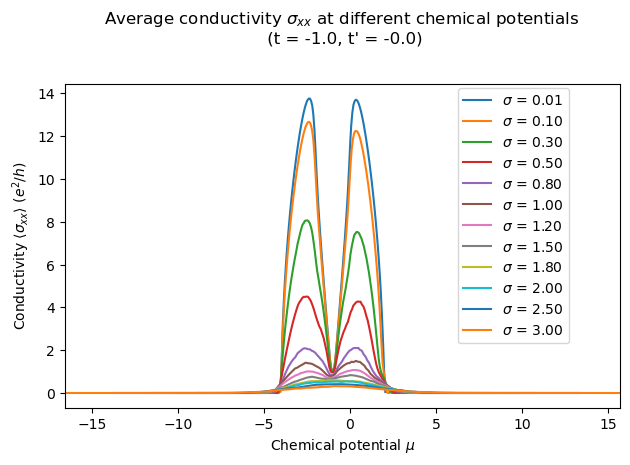 Average conductivity σxx at different chemical potentials
(t = -1.0, t' = -0.0)
14
12
10
8
6
4
2
0
Conductivity ⟨σxx⟩ (e²/h)
−15
−10
−5
0
5
10
15
Chemical potential μ
σ = 0.01
σ = 0.10
σ = 0.30
σ = 0.50
σ = 0.80
σ = 1.00
σ = 1.20
σ = 1.50
σ = 1.80
σ = 2.00
σ = 2.50
σ = 3.00